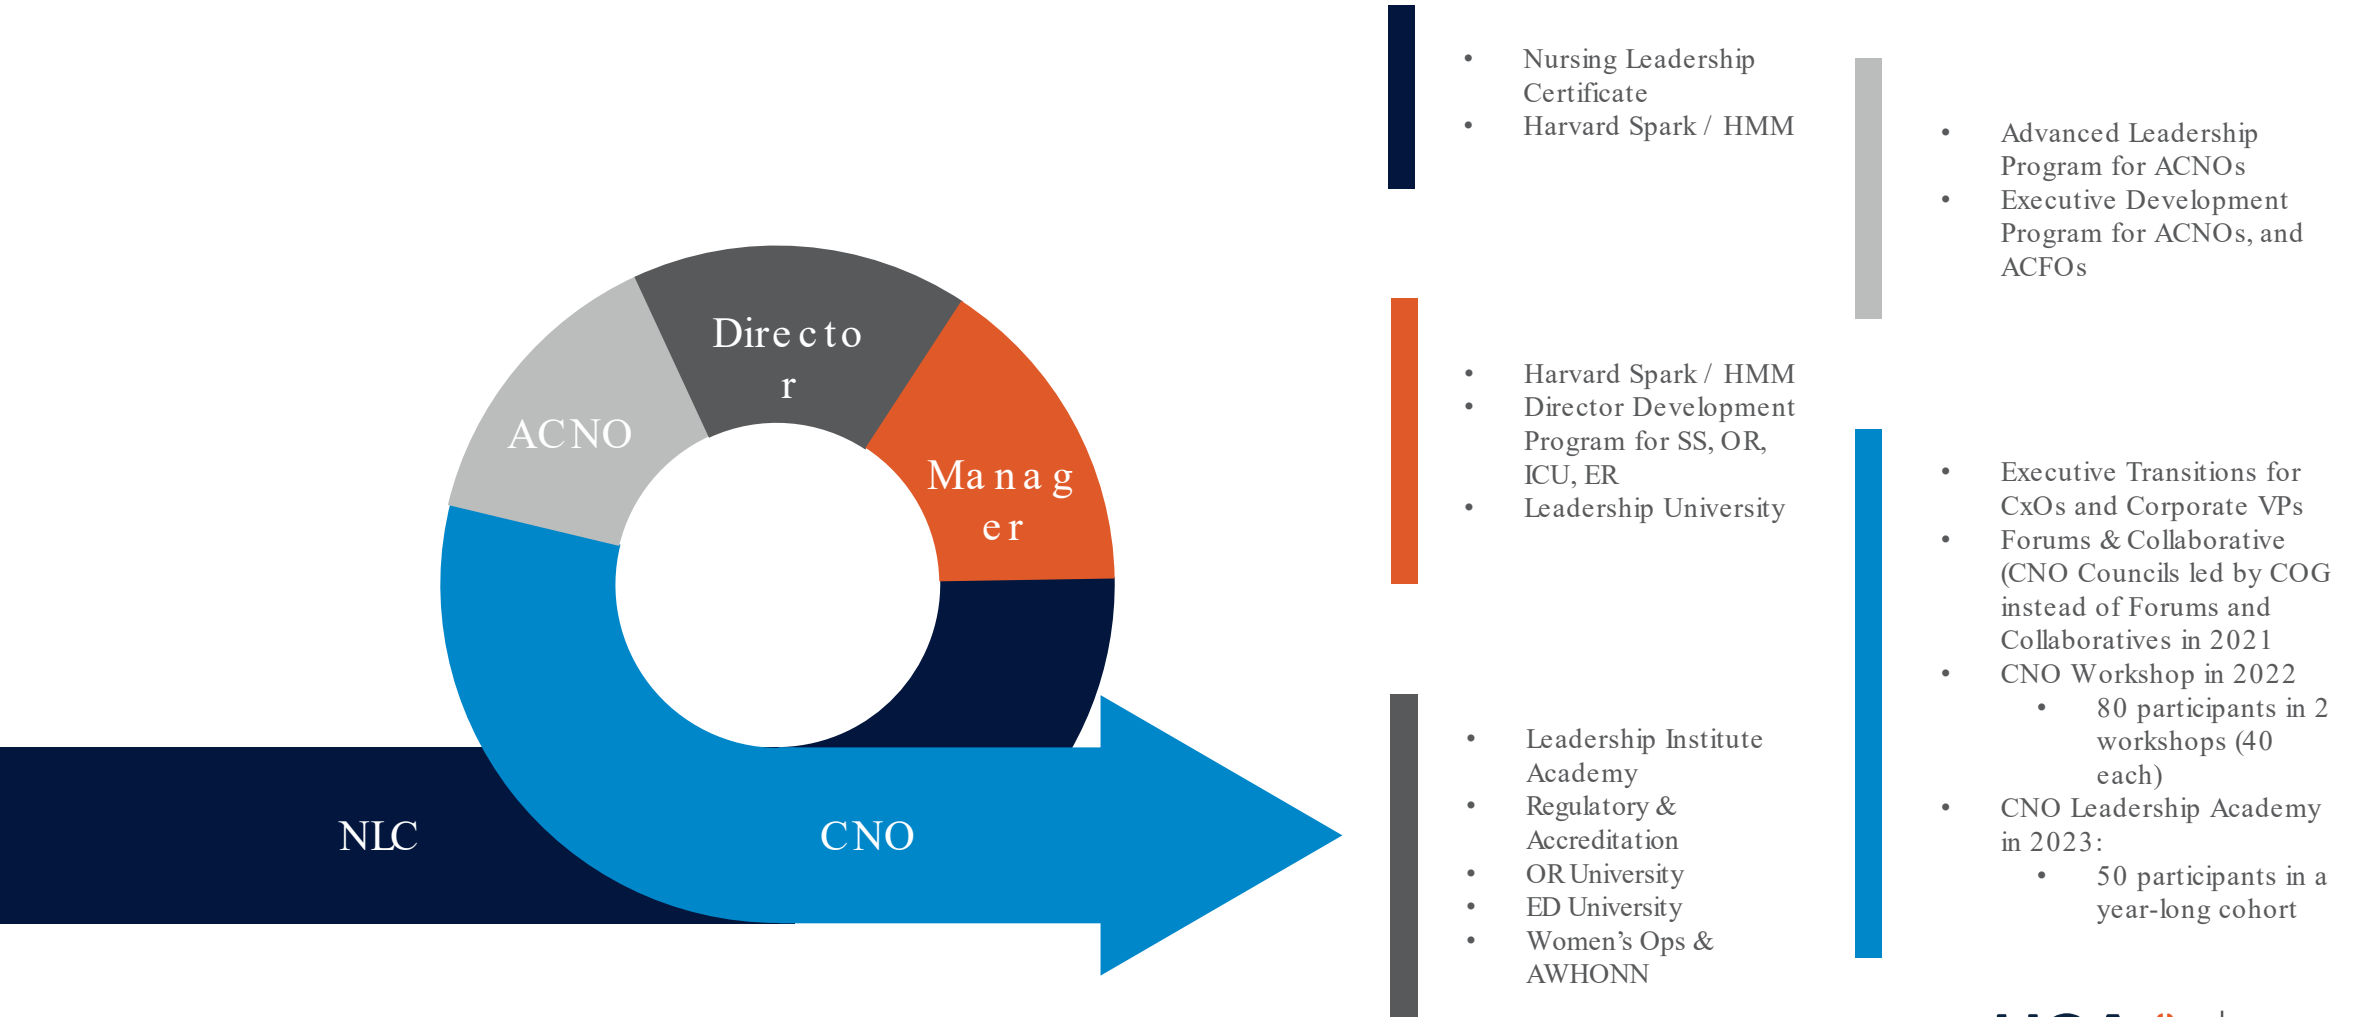 Directo
r
ACNO
Manag
er
NLC
CNO
• Nursing Leadership
Certificate
• Harvard Spark / HMM
• Harvard Spark / HMM
• Director Development
Program for SS, OR,
ICU, ER
• Leadership University
• Leadership Institute
Academy
• Regulatory &
Accreditation
• OR University
• ED University
• Women’s Ops &
AWHONN
• Advanced Leadership
Program for ACNOs
• Executive Development
Program for ACNOs, and
ACFOs
• Executive Transitions for
CxOs and Corporate VPs
• Forums & Collaborative
(CNO Councils led by COG
instead of Forums and
Collaboratives in 2021
• CNO Workshop in 2022
• 80 participants in 2
workshops (40
each)
• CNO Leadership Academy
in 2023:
• 50 participants in a
year-long cohort